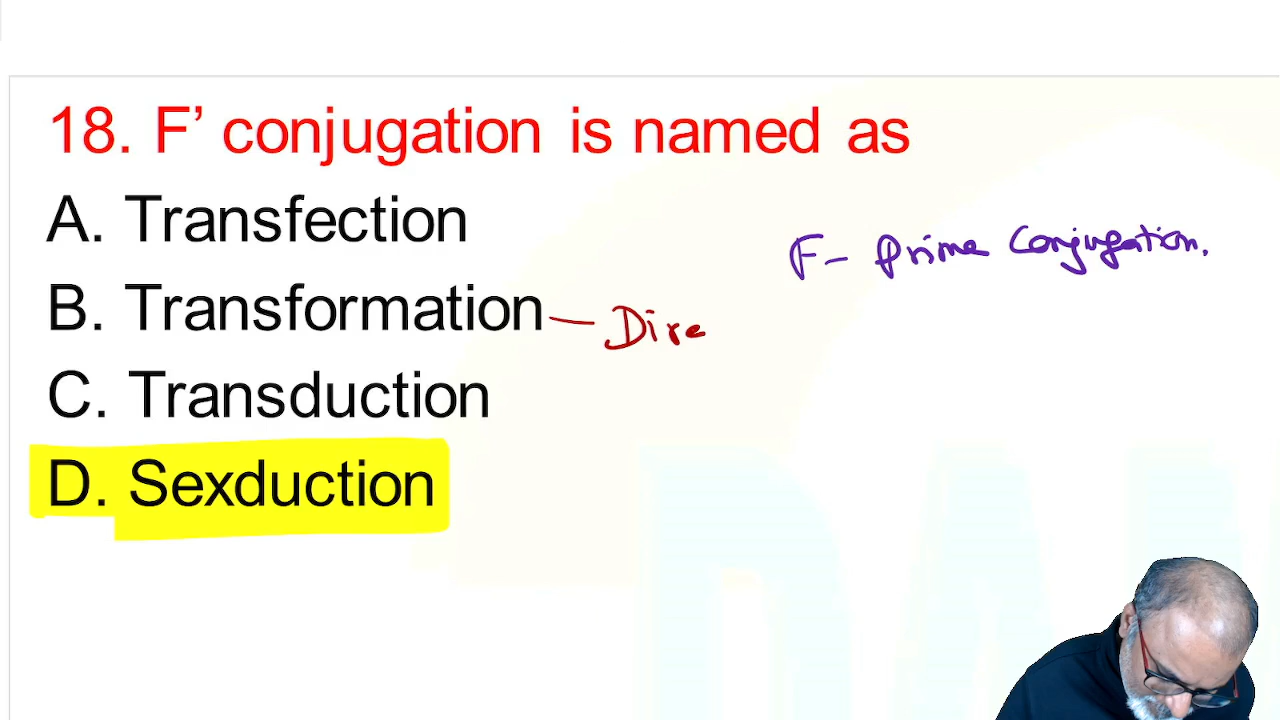 18. F’ conjugation is named as
A. Transfection
F- Prime Conjugation.
B. Transformation — Dire
C. Transduction
D. Sexduction